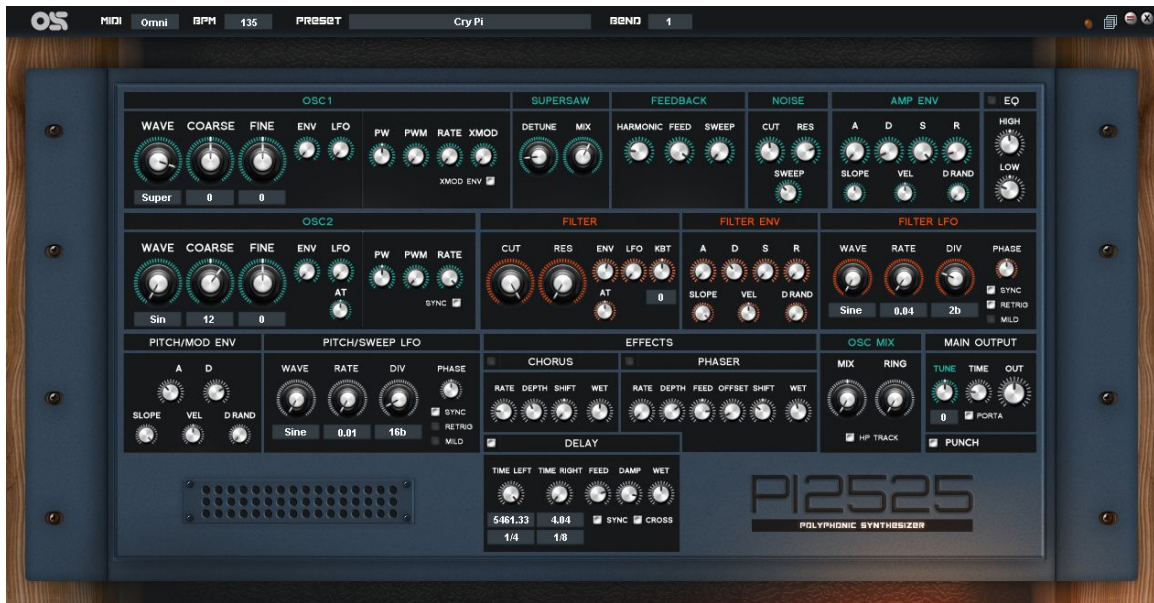 OS MIDI Omni BPM 135 PRESET Cry Pi BEND 1
OSC1 SUPERSAW FEEDBACK NOISE AMP ENV EQ
WAVE COARSE FINE ENV LFO PW PWM RATE XMOD DETUNE MIX HARMONIC FEED SWEEP CUT RES A D S R HIGH
XMOD ENV SWEEP SLOPE VEL D RAND LOW
Super 0 0
OSC2 FILTER FILTER ENV FILTER LFO
WAVE COARSE FINE ENV LFO PW PWM RATE CUT RES ENV LFO KBT A D S R WAVE RATE DIV PHASE
AT SYNC AT 0 SLOPE VEL D RAND SYNC
RETRIG
Sin 12 0 Sine 0.04 2b MILD
PITCH/MOD ENV PITCH/SWEEP LFO EFFECTS OSC MIX MAIN OUTPUT
CHORUS PHASER
A D WAVE RATE DIV PHASE MIX RING TUNE TIME OUT
RATE DEPTH SHIFT WET RATE DEPTH FEED OFFSET SHIFT WET
SLOPE VEL D RAND SYNC 0 PORTA
RETRIG
Sine 0.01 16b MILD HP TRACK
DELAY PUNCH
TIME LEFT TIME RIGHT FEED DAMP WET
5461.33 4.04 SYNC CROSS
1/4 1/8
PI2525
POLYPHONIC SYNTHESIZER